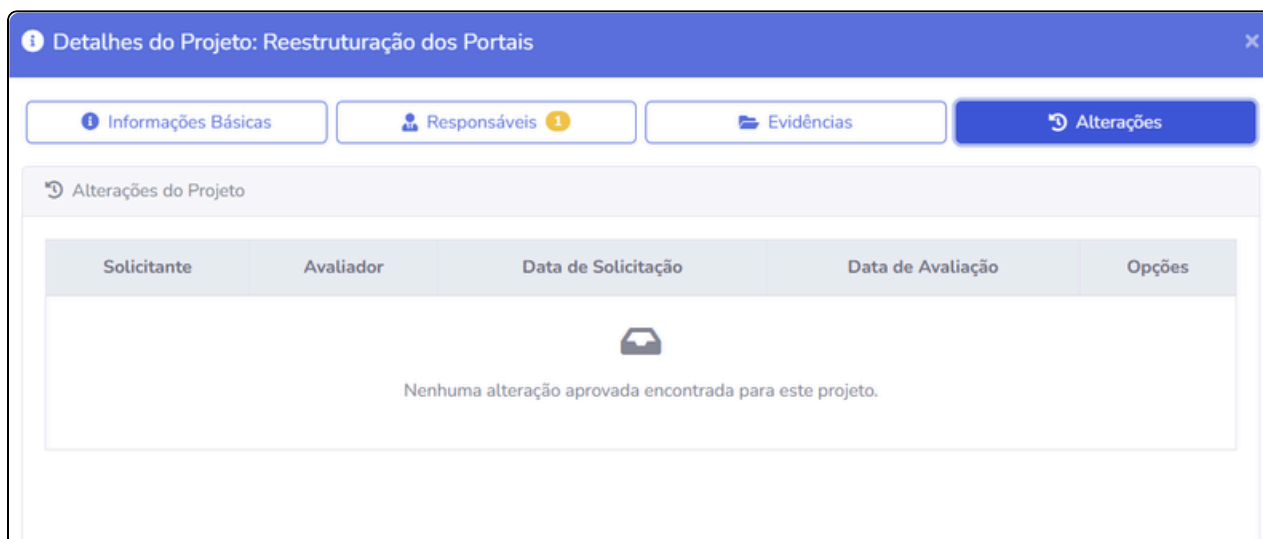 Detalhes do Projeto: Reestruturação dos Portais ×
Informações Básicas Responsáveis 1 Evidências Alterações
Alterações do Projeto
Solicitante Avaliador Data de Solicitação Data de Avaliação Opções
Nenhuma alteração aprovada encontrada para este projeto.